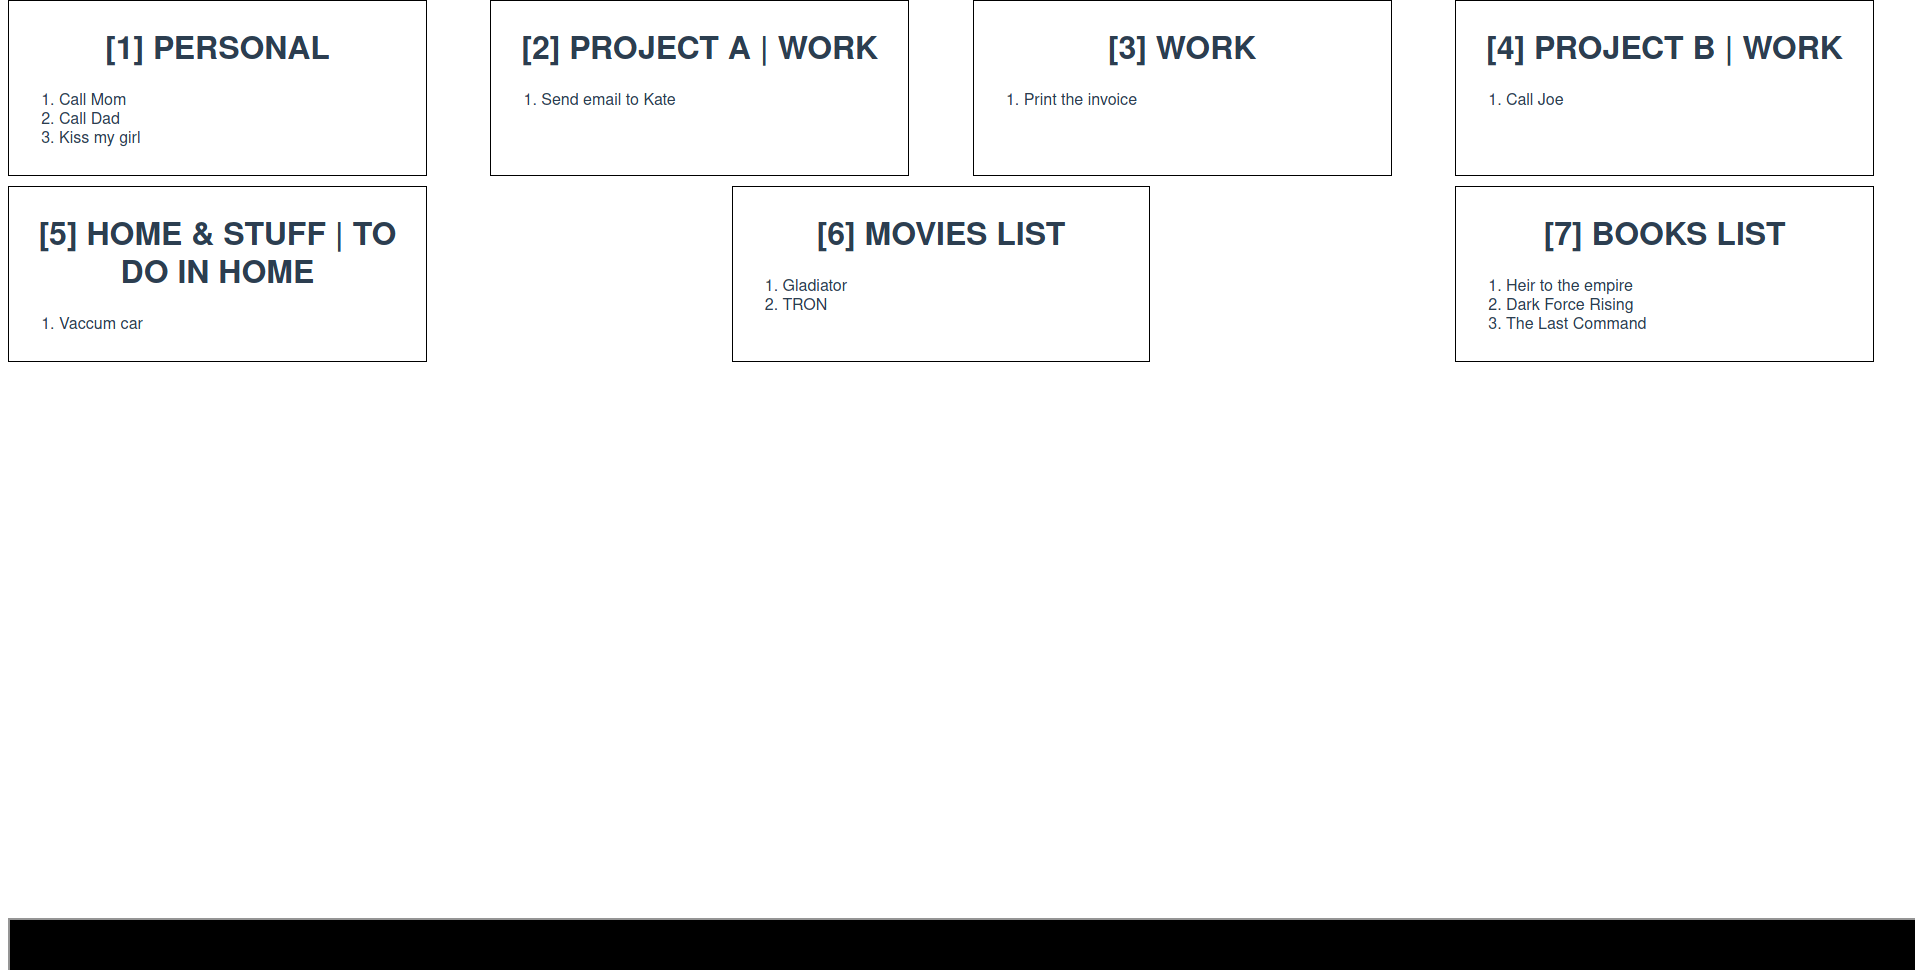 [1] PERSONAL
1. Call Mom
2. Call Dad
3. Kiss my girl
[2] PROJECT A | WORK
1. Send email to Kate
[3] WORK
1. Print the invoice
[4] PROJECT B | WORK
1. Call Joe
[5] HOME & STUFF | TO
DO IN HOME
1. Vaccum car
[6] MOVIES LIST
1. Gladiator
2. TRON
[7] BOOKS LIST
1. Heir to the empire
2. Dark Force Rising
3. The Last Command